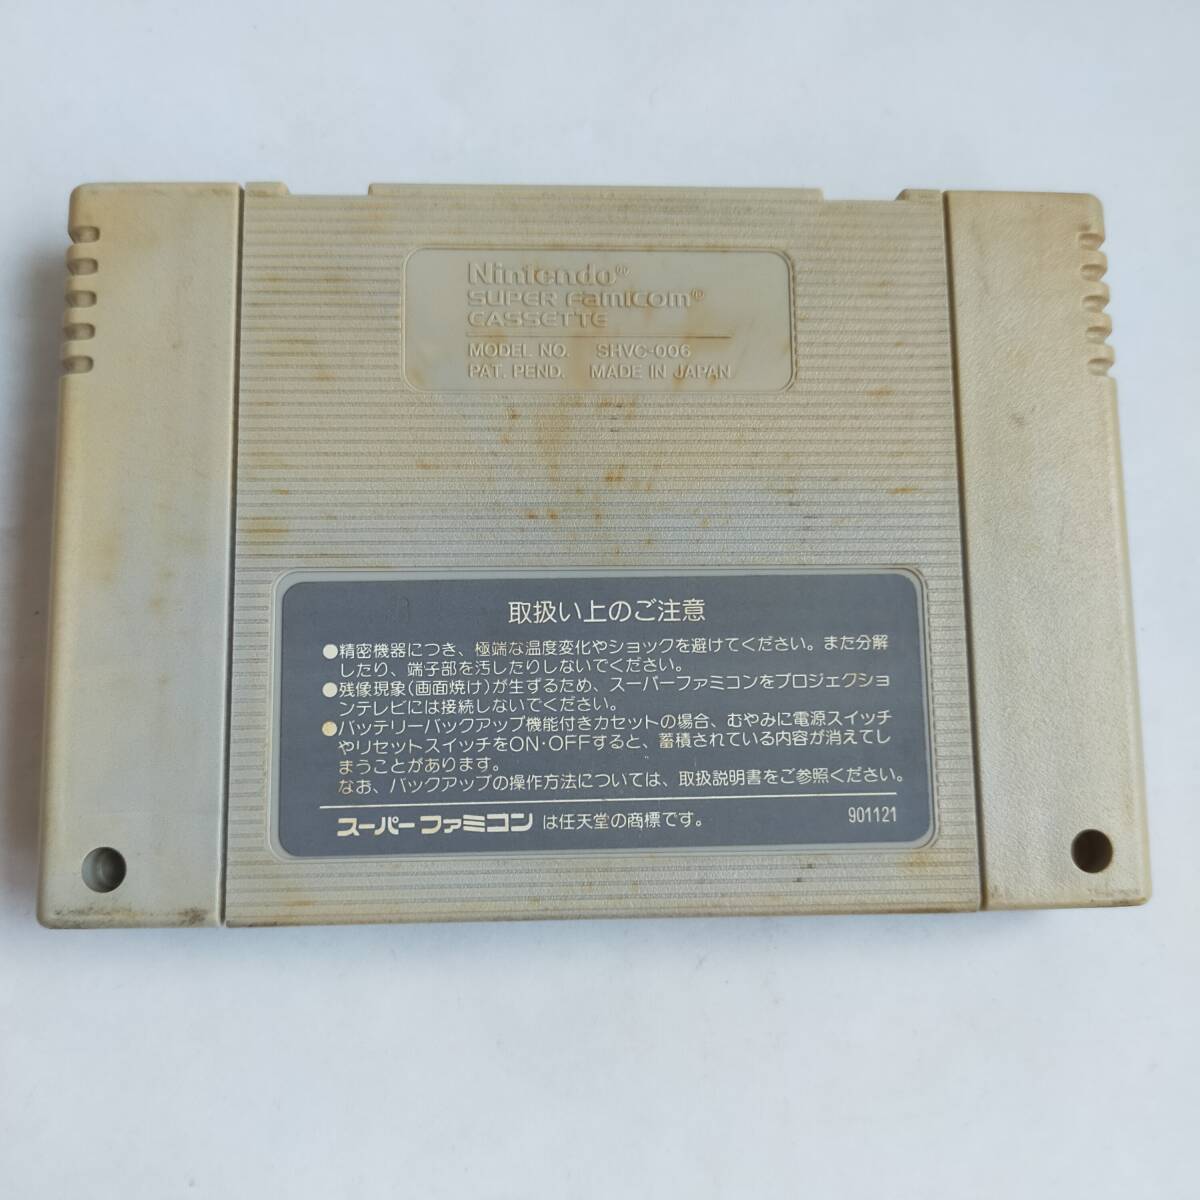 Nintendo®
SUPER FAMICOM®
CASSETTE
MODEL NO. SHVC-006
PAT. PEND. MADE IN JAPAN
取扱い上のご注意
●精密機器につき、極端な温度変化やショックを避けてください。また分解
したり、端子部を汚したりしないでください。
●残像現象(画面焼け)が生ずるため、スーパーファミコンをプロジェクショ
ンテレビには接続しないでください。
●バッテリーバックアップ機能付きカセットの場合、むやみに電源スイッチ
やリセットスイッチをON・OFFすると、蓄積されている内容が消えてし
まうことがあります。
なお、バックアップの操作方法については、取扱説明書をご参照ください。
スーパーファミコン は任天堂の商標です。 901121